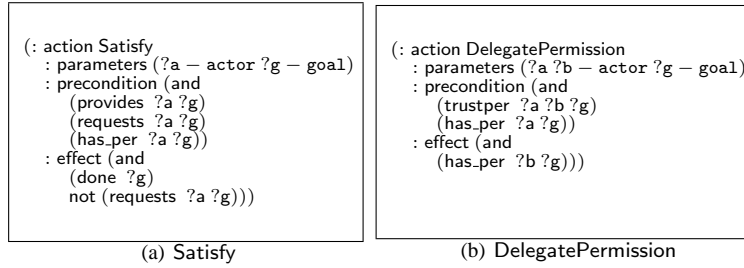 (: action Satisfy
: parameters (?a – actor ?g – goal)
: precondition (and
(provides ?a ?g)
(requests ?a ?g)
(has_per ?a ?g))
: effect (and
(done ?g)
not (requests ?a ?g)))
(a) Satisfy
(: action DelegatePermission
: parameters (?a ?b – actor ?g – goal)
: precondition (and
(trustper ?a ?b ?g)
(has_per ?a ?g))
: effect (and
(has_per ?b ?g)))
(b) DelegatePermission